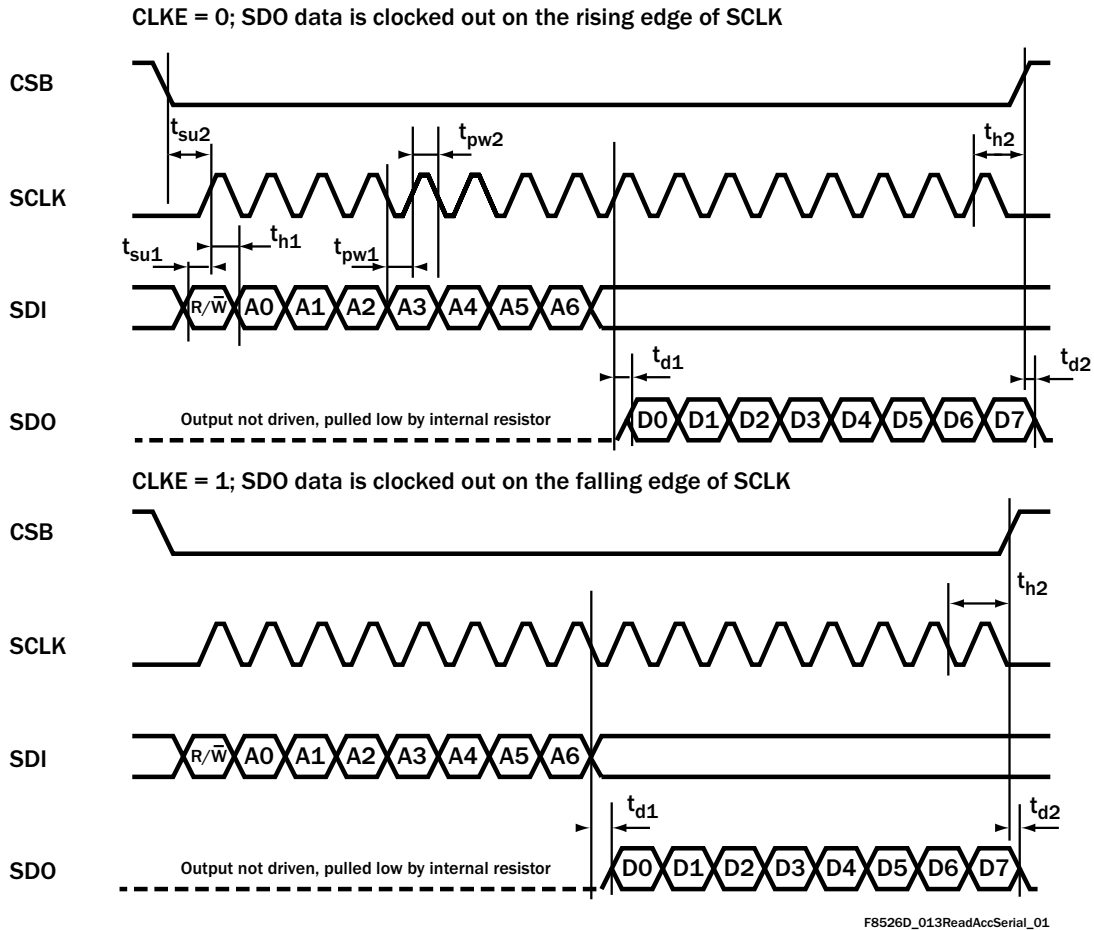 CLKE = 0; SDO data is clocked out on the rising edge of SCLK
CSB
tsu2
tpw2
th2
SCLK
tsu1
th1
tpw1
SDI
R/W̅ A0 A1 A2 A3 A4 A5 A6
td1
td2
SDO
Output not driven, pulled low by internal resistor
D0 D1 D2 D3 D4 D5 D6 D7
CLKE = 1; SDO data is clocked out on the falling edge of SCLK
CSB
th2
SCLK
SDI
R/W̅ A0 A1 A2 A3 A4 A5 A6
td1
td2
SDO
Output not driven, pulled low by internal resistor
D0 D1 D2 D3 D4 D5 D6 D7
F8526D_013ReadAccSerial_01